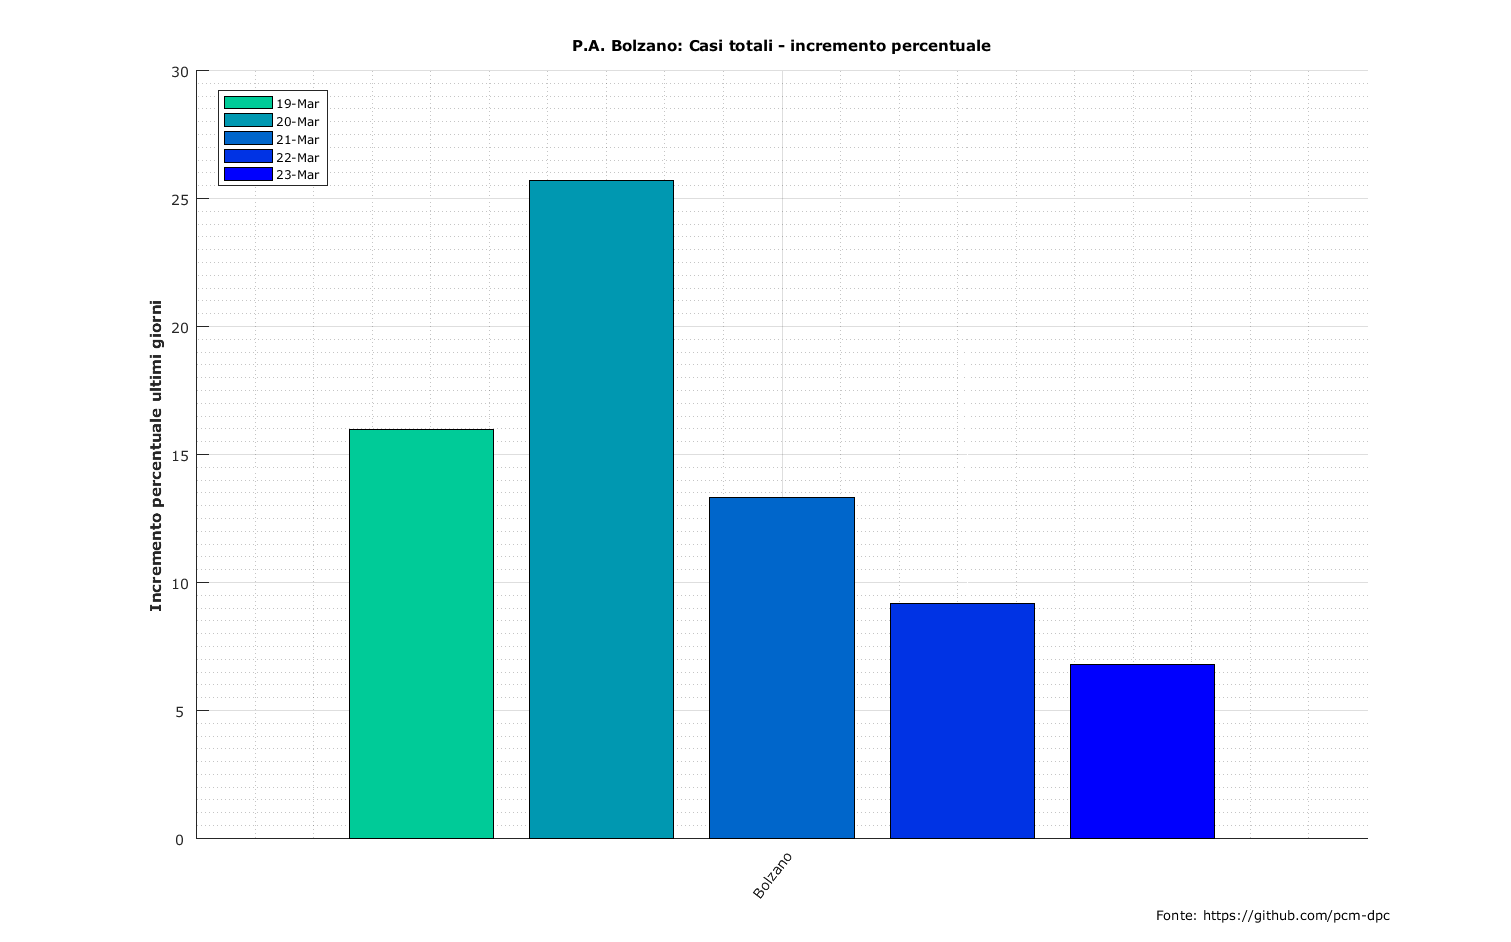 P.A. Bolzano: Casi totali - incremento percentuale
30
25
20
15
10
5
0
19-Mar
20-Mar
21-Mar
22-Mar
23-Mar
Incremento percentuale ultimi giorni
Bolzano
Fonte: https://github.com/pcm-dpc